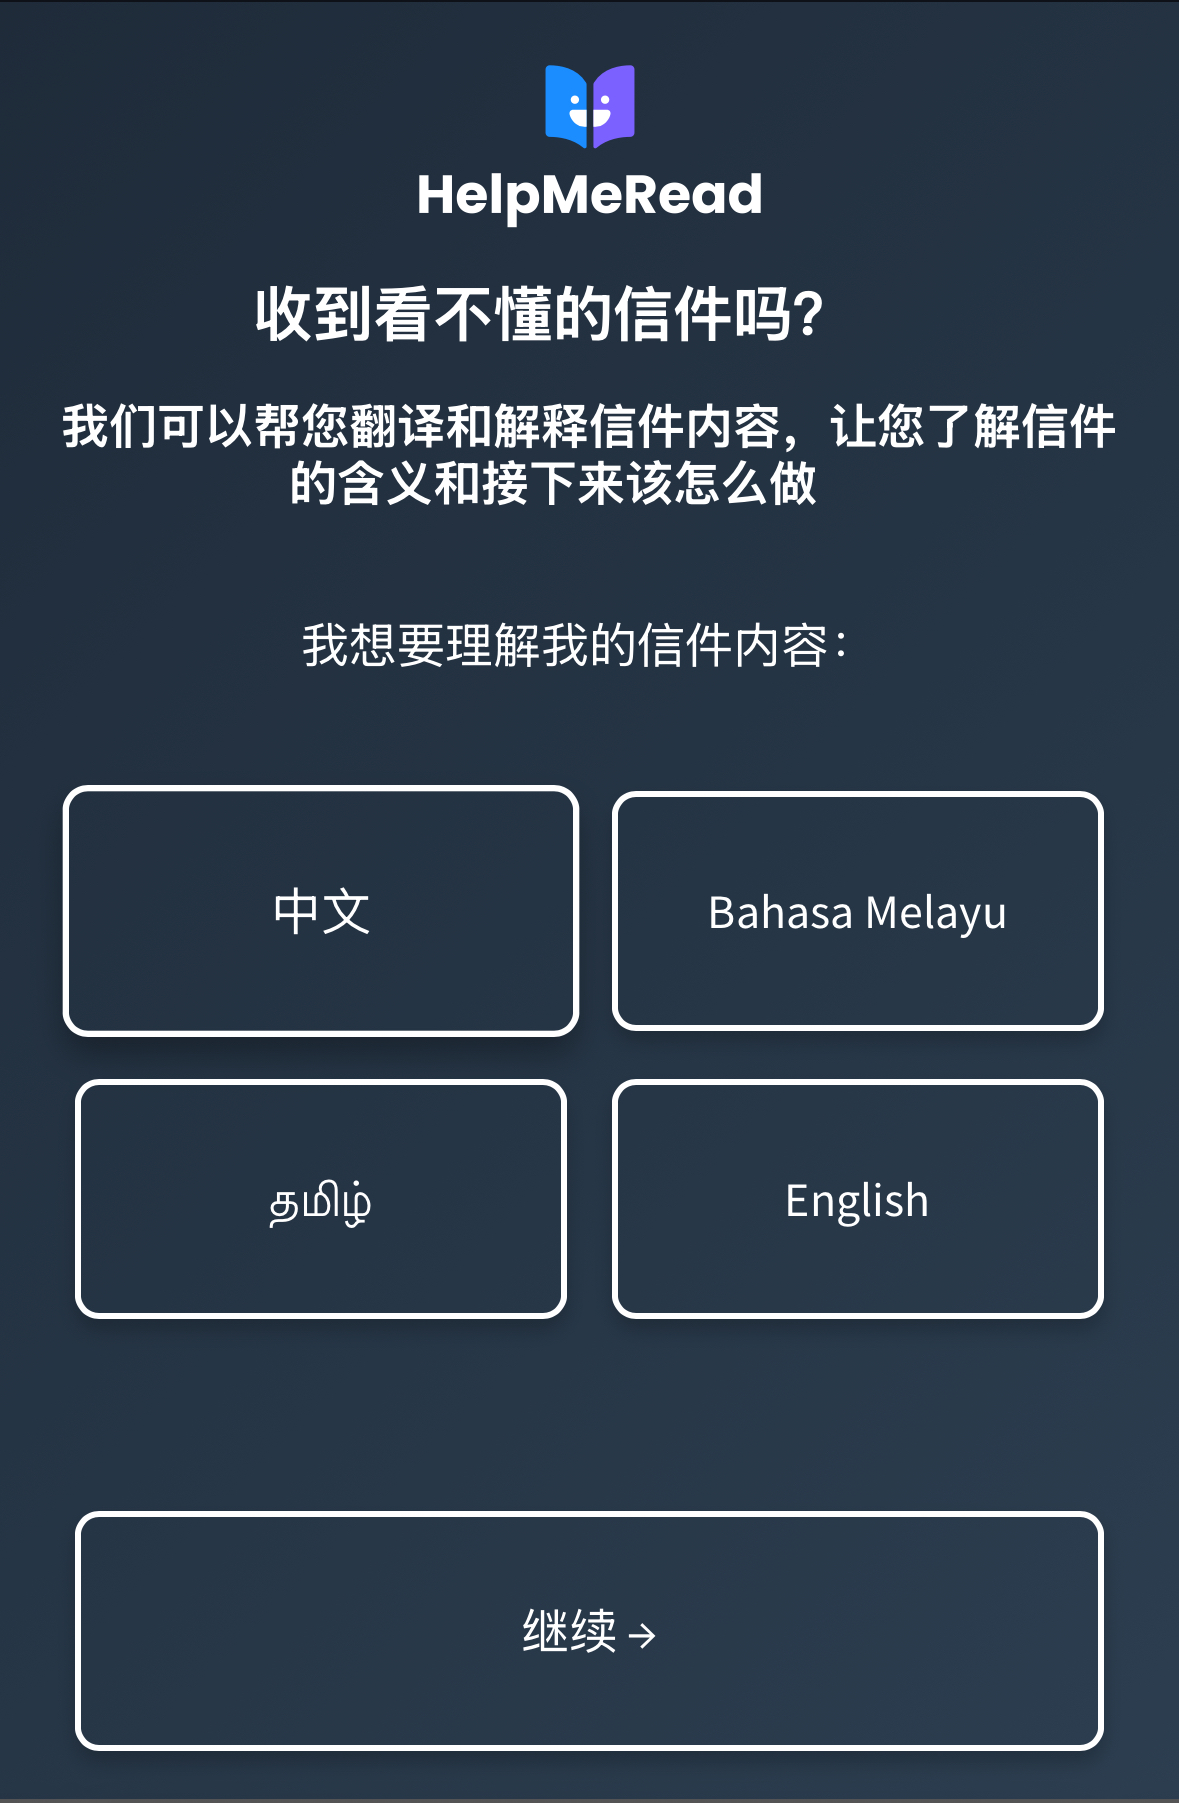 HelpMeRead
收到看不懂的信件吗?
我们可以帮您翻译和解释信件内容，让您了解信件
的含义和接下来该怎么做
我想要理解我的信件内容：
中文
Bahasa Melayu
தமிழ்
English
继续 →